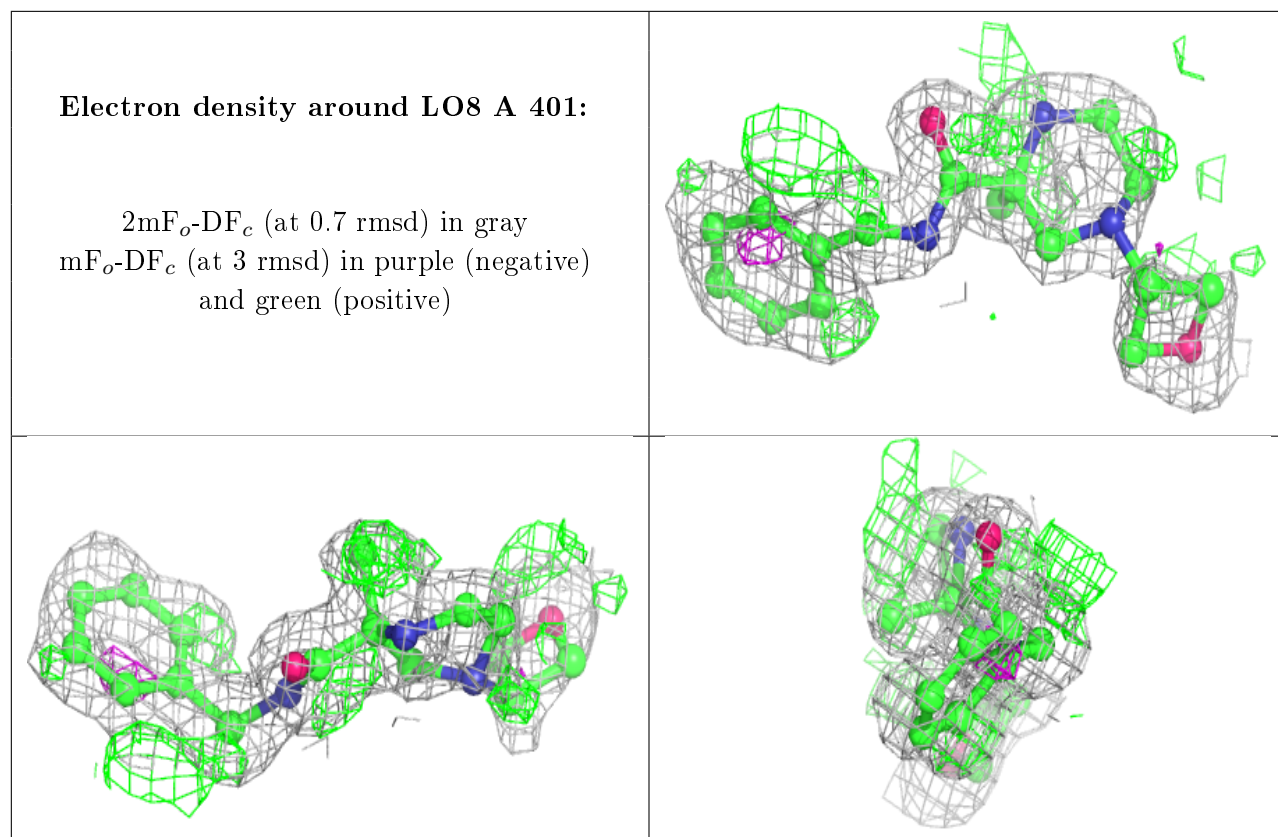 Electron density around LO8 A 401:
2mFₒ-DF𝒸 (at 0.7 rmsd) in gray
mFₒ-DF𝒸 (at 3 rmsd) in purple (negative)
and green (positive)